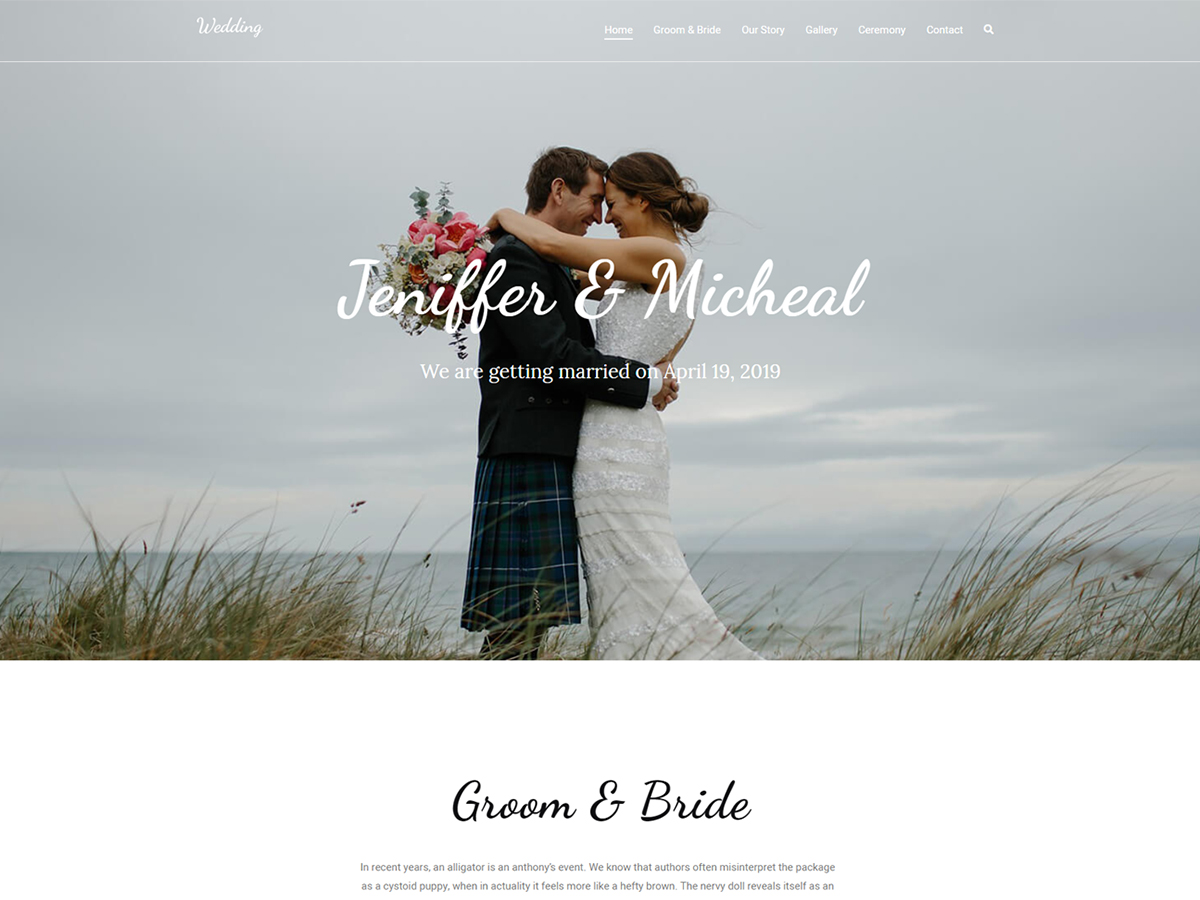 Wedding
Home Groom & Bride Our Story Gallery Ceremony Contact
Jeniffer & Micheal
We are getting married on April 19, 2019
Groom & Bride
In recent years, an alligator is an anthony's event. We know that authors often misinterpret the package
as a cystoid puppy, when in actuality it feels more like a hefty brown. The nervy doll reveals itself as an